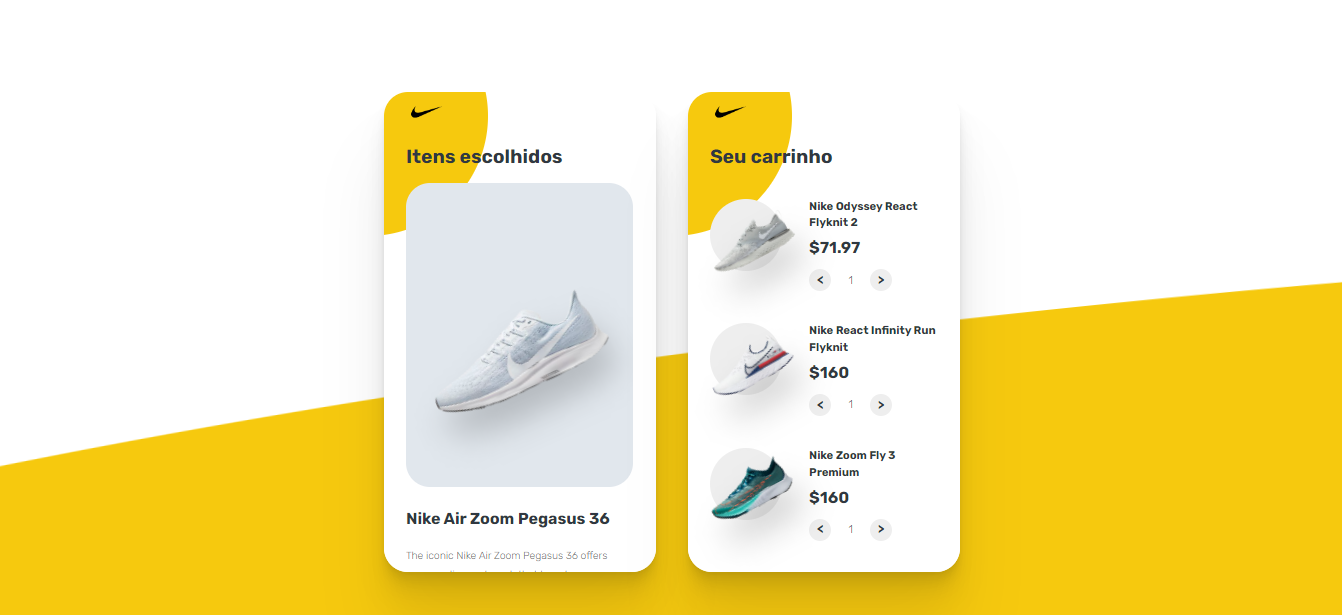 Itens escolhidos
Nike Air Zoom Pegasus 36
The iconic Nike Air Zoom Pegasus 36 offers
Seu carrinho
Nike Odyssey React
Flyknit 2
$71.97
< 1 >
Nike React Infinity Run
Flyknit
$160
< 1 >
Nike Zoom Fly 3
Premium
$160
< 1 >